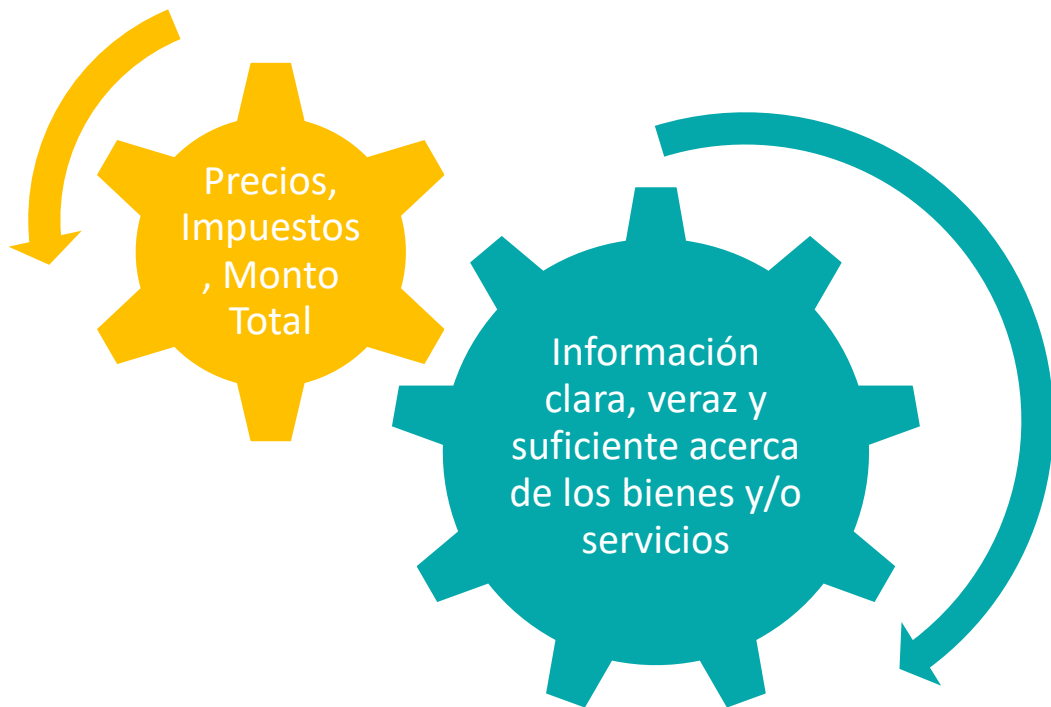 Precios,
Impuestos
, Monto
Total
Información
clara, veraz y
suficiente acerca
de los bienes y/o
servicios